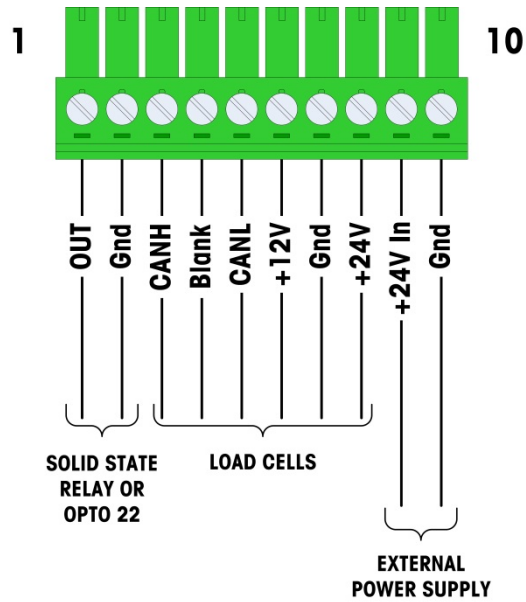 1
10
OUT
Gnd
CANH
Blank
CANL
+12V
Gnd
+24V
+24V In
Gnd
SOLID STATE
RELAY OR
OPTO 22
LOAD CELLS
EXTERNAL
POWER SUPPLY